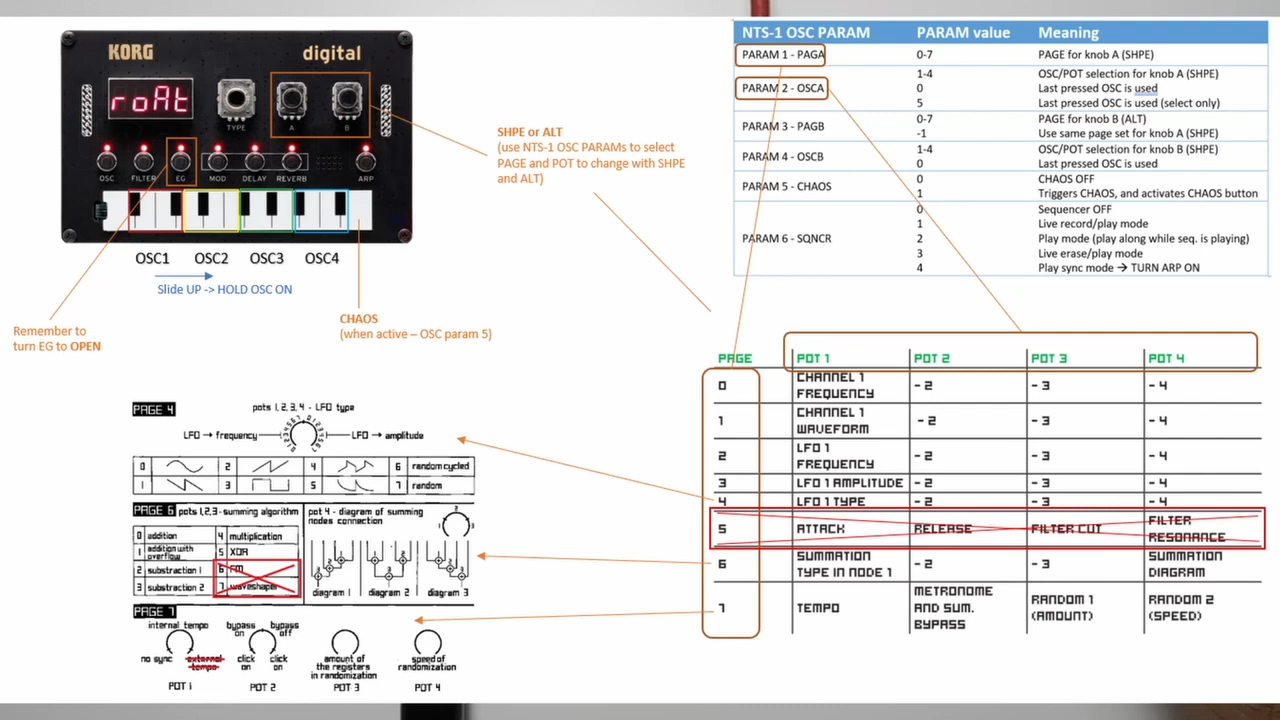 KORG
digital
roAt
TYPE
A
B
OSC
FILTER
EG
MOD
DELAY
REVERB
ARP
OSC1
OSC2
OSC3
OSC4
Slide UP -> HOLD OSC ON
Remember to
turn EG to OPEN
CHAOS
(when active – OSC param 5)
SHPE or ALT
(use NTS-1 OSC PARAMs to select
PAGE and POT to change with SHPE
and ALT)
NTS-1 OSC PARAM PARAM value Meaning
PARAM 1 - PAGA 0-7 PAGE for knob A (SHPE)
1-4 OSC/POT selection for knob A (SHPE)
PARAM 2 - OSCA 0 Last pressed OSC is used
5 Last pressed OSC is used (select only)
PARAM 3 - PAGB 0-7 PAGE for knob B (ALT)
-1 Use same page set for knob A (SHPE)
PARAM 4 - OSCB 1-4 OSC/POT selection for knob B (SHPE)
0 Last pressed OSC is used
PARAM 5 - CHAOS 0 CHAOS OFF
1 Triggers CHAOS, and activates CHAOS button
0 Sequencer OFF
1 Live record/play mode
PARAM 6 - SQNCR 2 Play mode (play along while seq. is playing)
3 Live erase/play mode
4 Play sync mode → TURN ARP ON
PAGE POT 1 POT 2 POT 3 POT 4
0 CHANNEL 1 FREQUENCY - 2 - 3 - 4
1 CHANNEL 1 WAVEFORM - 2 - 3 - 4
2 LFO 1 FREQUENCY - 2 - 3 - 4
3 LFO 1 AMPLITUDE - 2 - 3 - 4
4 LFO 1 TYPE - 2 - 3 - 4
5 ATTACK RELEASE FILTER CUT FILTER RESONANCE
6 SUMMATION TYPE IN NODE 1 - 2 - 3 SUMMATION DIAGRAM
7 TEMPO METRONOME AND SUM. BYPASS RANDOM 1 (AMOUNT) RANDOM 2 (SPEED)
PAGE 4
pots 1, 2, 3, 4 - LFO type
LFO → frequency
LFO → amplitude
0 2 4 6 random cycled
1 3 5 7 random
PAGE 6 pots 1,2,3 - summing algorithm
0 addition 4 multiplication
1 addition with overflow 5 XOR
2 substraction 1 6 FM
3 substraction 2 7 waveshaper
pot 4 - diagram of summing
nodes connection
1 2 3
diagram 1 diagram 2 diagram 3
PAGE 7
internal tempo
no sync
external tempo
POT 1
bypass on
bypass off
click on
click on
POT 2
amount of
the registers
in randomization
POT 3
speed of
randomization
POT 4